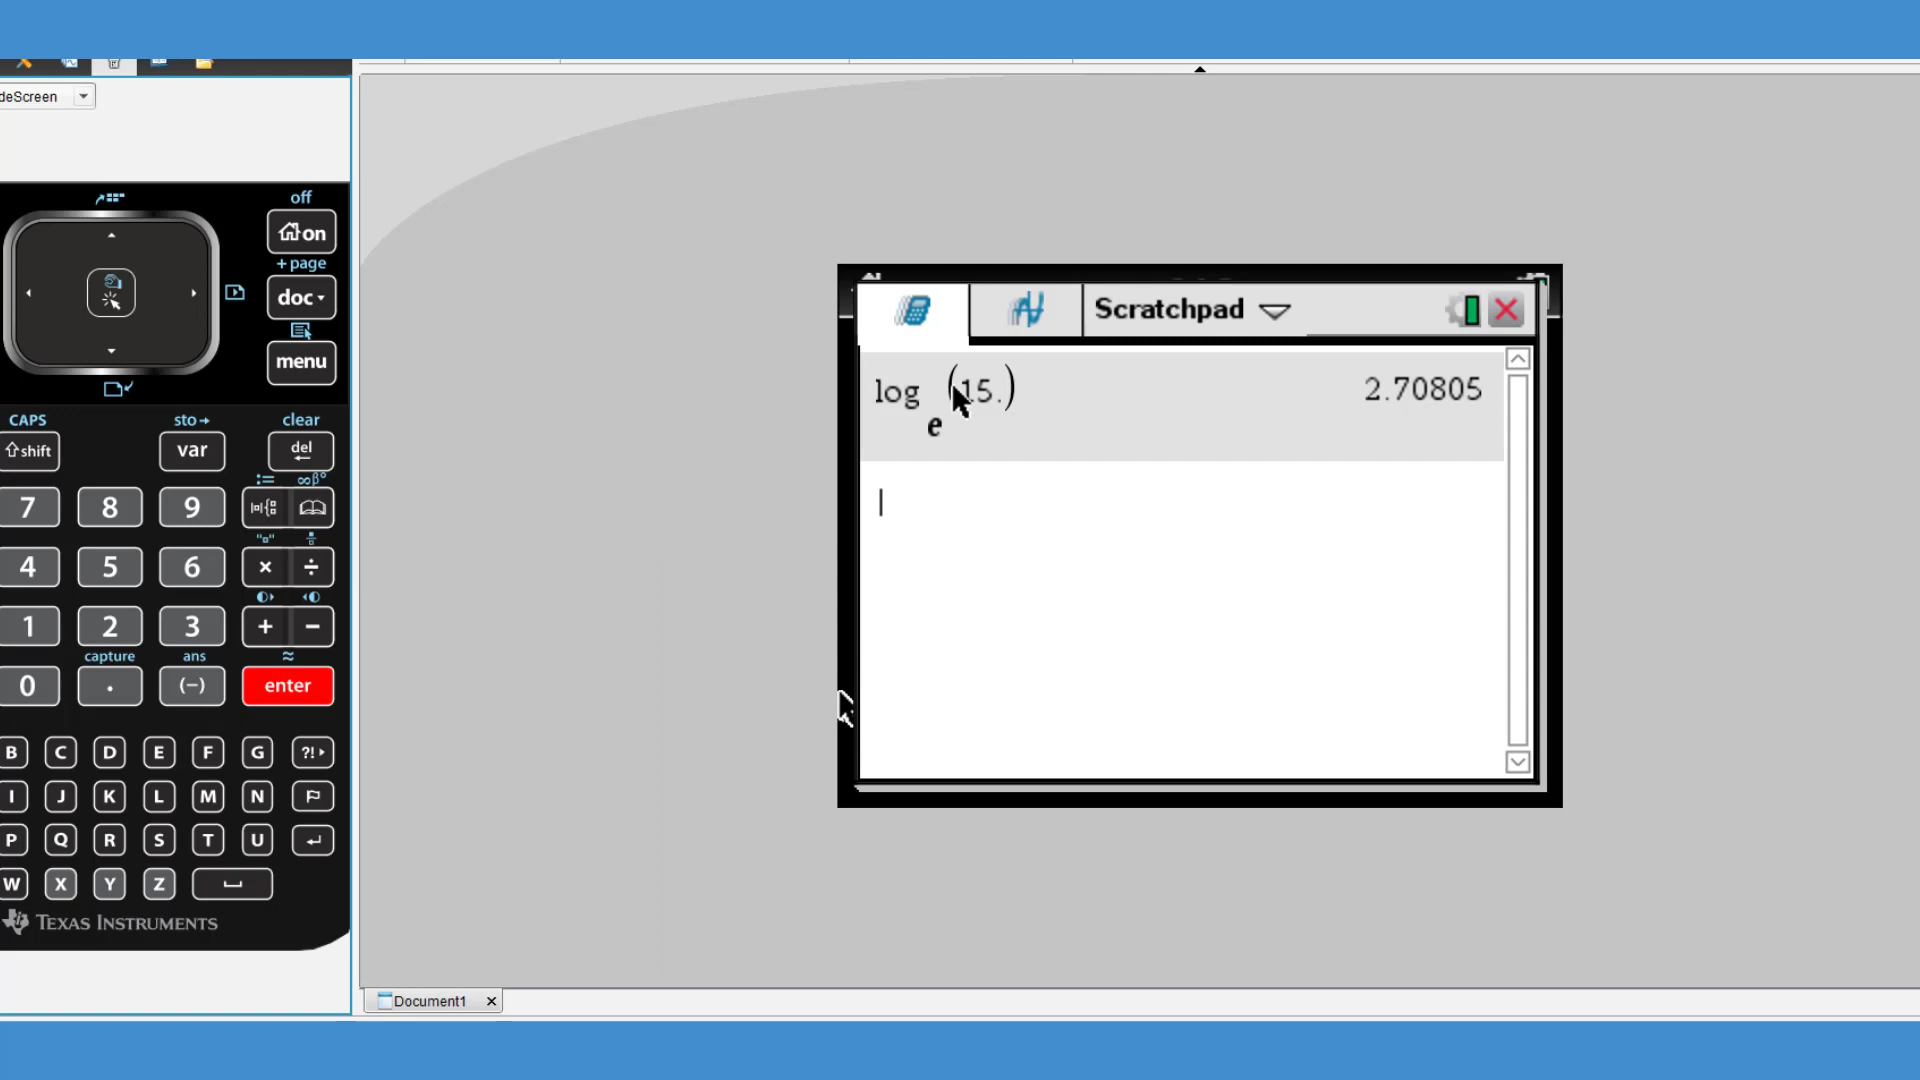 deScreen
off
on
+ page
doc
menu
CAPS
sto→
clear
⇧shift
var
del
←
:=
∞β°
7
8
9
|□|{
"□"
4
5
6
×
÷
1
2
3
+
−
capture
ans
≈
0
.
(−)
enter
B
C
D
E
F
G
?!▸
I
J
K
L
M
N
P
Q
R
S
T
U
W
X
Y
Z
TEXAS INSTRUMENTS
Scratchpad
log e (15.)
2.70805
Document1